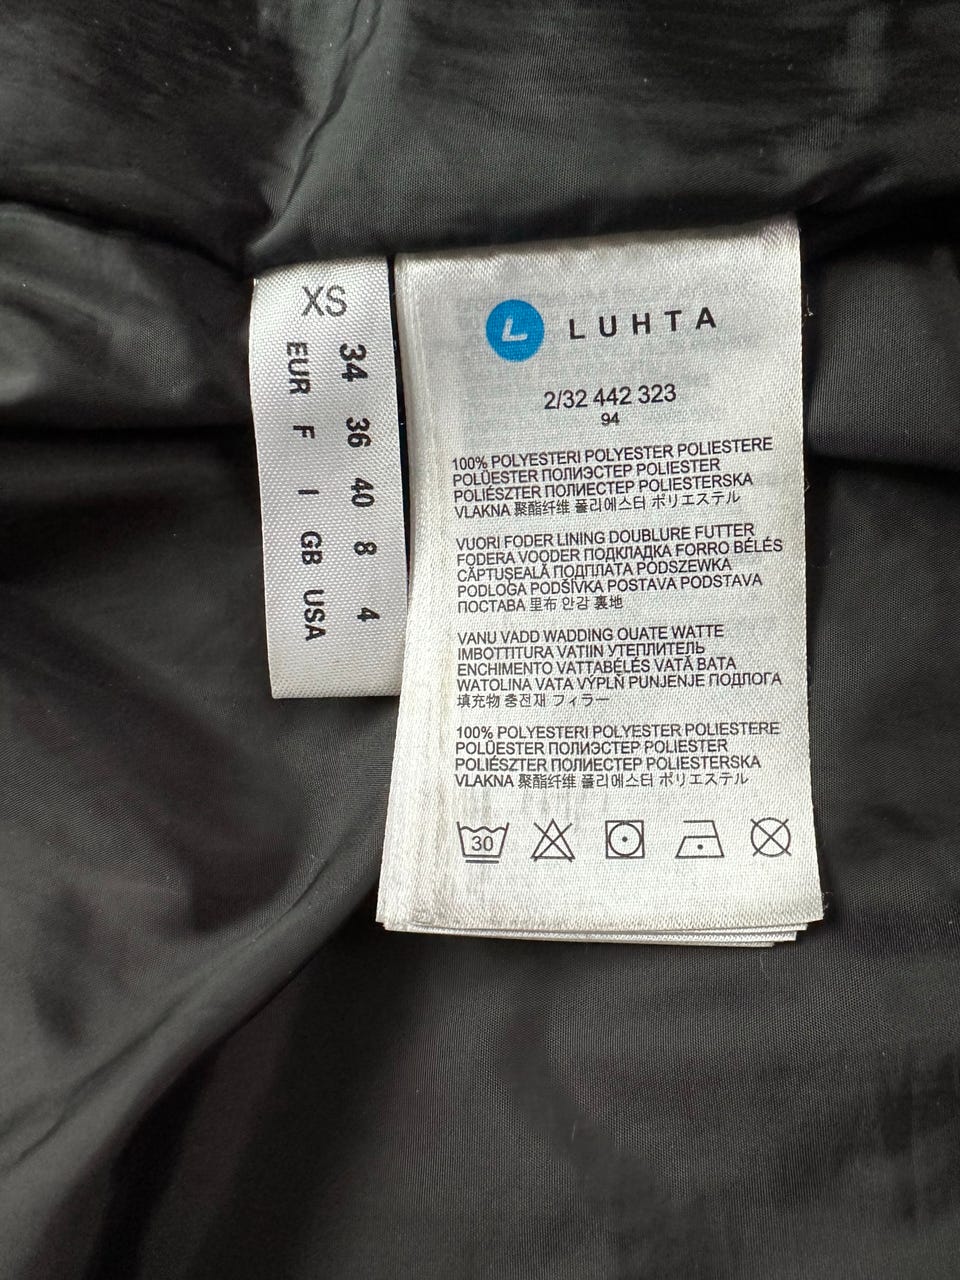 XS
34 36 40 8 4
EUR F I GB USA
L LUHTA
2/32 442 323
94
100% POLYESTERI POLYESTER POLIESTERE
POLÜESTER ПОЛИЭСТЕР POLIESTER
POLIÉSZTER ПОЛИЕСТЕР POLIESTERSKA
VLAKNA 聚酯纤维 폴리에스터 ポリエステル
VUORI FODER LINING DOUBLURE FUTTER
FODERA VOODER ПОДКЛАДКА FORRO BÉLÉS
CĂPTUSEALĂ ПОДПЛАТА PODSZEWKA
PODLOGA PODŠÍVKA POSTAVA PODSTAVA
ПОСТАВА 里布 안감 裏地
VANU VADD WADDING OUATE WATTE
IMBOTTITURA VATIIN УТЕПЛИТЕЛЬ
ENCHIMENTO VATTABÉLÉS VATĂ ВАТА
WATOLINA VATA VÝPLŇ PUNJENJE ПОДЛОГА
填充物 충전재 フィラー
100% POLYESTERI POLYESTER POLIESTERE
POLÜESTER ПОЛИЭСТЕР POLIESTER
POLIÉSZTER ПОЛИЕСТЕР POLIESTERSKA
VLAKNA 聚酯纤维 폴리에스터 ポリエステル
30